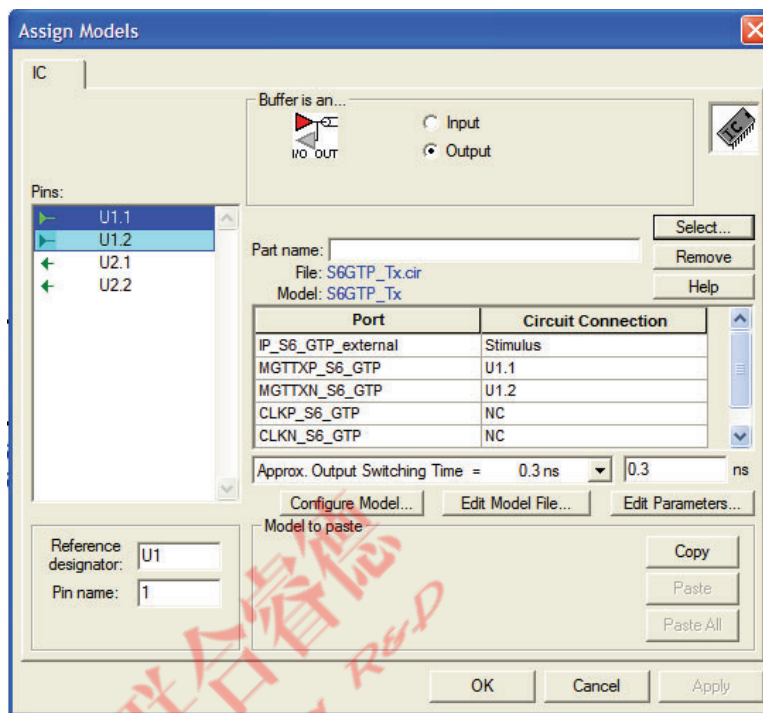 Assign Models
IC
Buffer is an...
I/O OUT
Input
Output
IC
Pins:
U1.1
U1.2
U2.1
U2.2
Select...
Part name:
Remove
File: S6GTP_Tx.cir
Model: S6GTP_Tx
Help
Port Circuit Connection
IP_S6_GTP_external Stimulus
MGTTXP_S6_GTP U1.1
MGTTXN_S6_GTP U1.2
CLKP_S6_GTP NC
CLKN_S6_GTP NC
Approx. Output Switching Time = 0.3 ns 0.3 ns
Configure Model... Edit Model File... Edit Parameters...
Model to paste
Reference designator: U1
Pin name: 1
Copy
Paste
Paste All
联合睿德
R&D
OK Cancel Apply